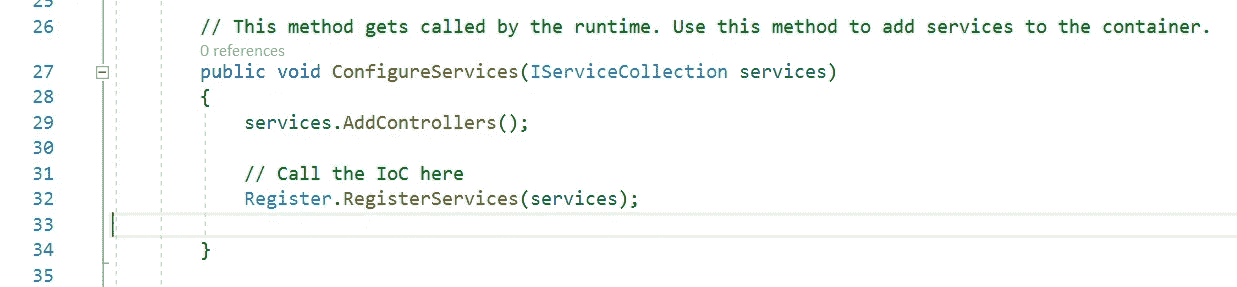 25
26 // This method gets called by the runtime. Use this method to add services to the container.
0 references
27 public void ConfigureServices(IServiceCollection services)
28 {
29 services.AddControllers();
30
31 // Call the IoC here
32 Register.RegisterServices(services);
33
34 }
35